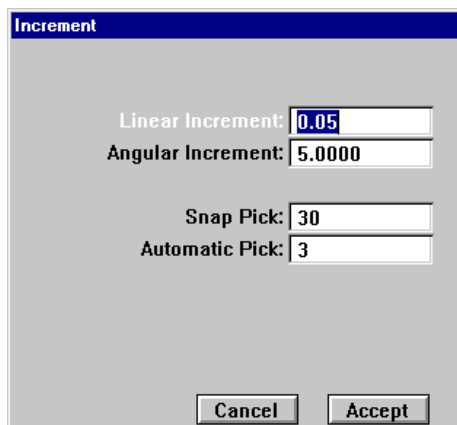 Increment
Linear Increment: 0.05
Angular Increment: 5.0000
Snap Pick: 30
Automatic Pick: 3
Cancel Accept